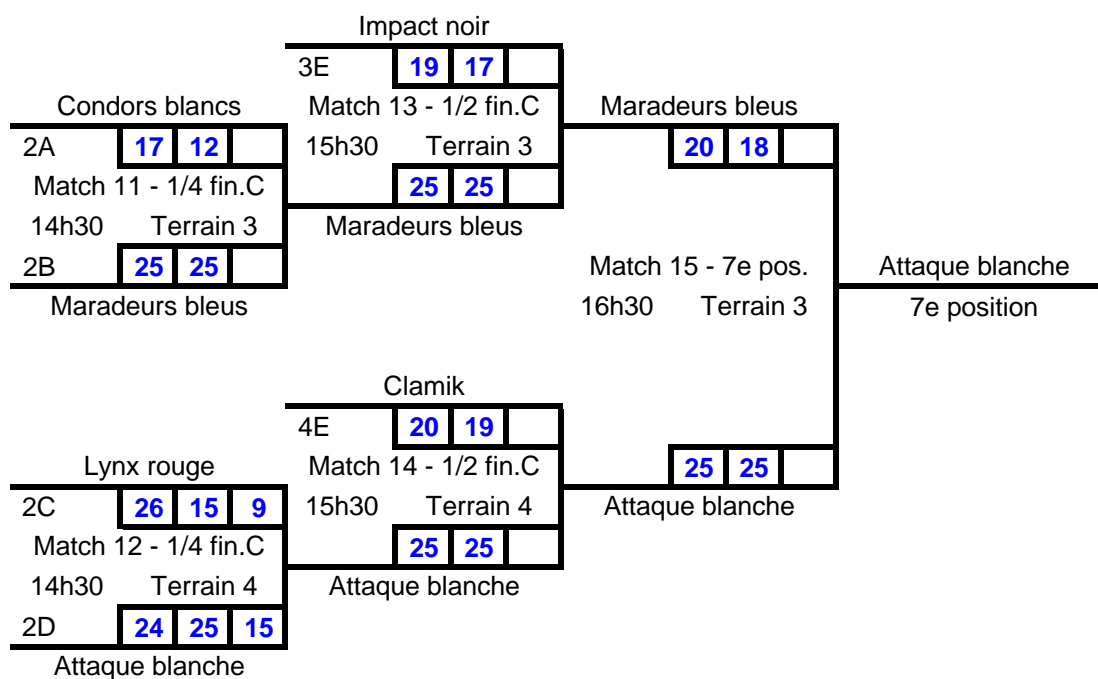 Impact noir
3E 19 17
Condors blancs
Match 13 - 1/2 fin.C
Maradeurs bleus
2A 17 12
15h30 Terrain 3
20 18
Match 11 - 1/4 fin.C
25 25
14h30 Terrain 3
Maradeurs bleus
2B 25 25
Match 15 - 7e pos.
Attaque blanche
Maradeurs bleus
16h30 Terrain 3
7e position
Clamik
4E 20 19
Lynx rouge
Match 14 - 1/2 fin.C
25 25
2C 26 15 9
15h30 Terrain 4
Attaque blanche
Match 12 - 1/4 fin.C
25 25
14h30 Terrain 4
Attaque blanche
2D 24 25 15
Attaque blanche